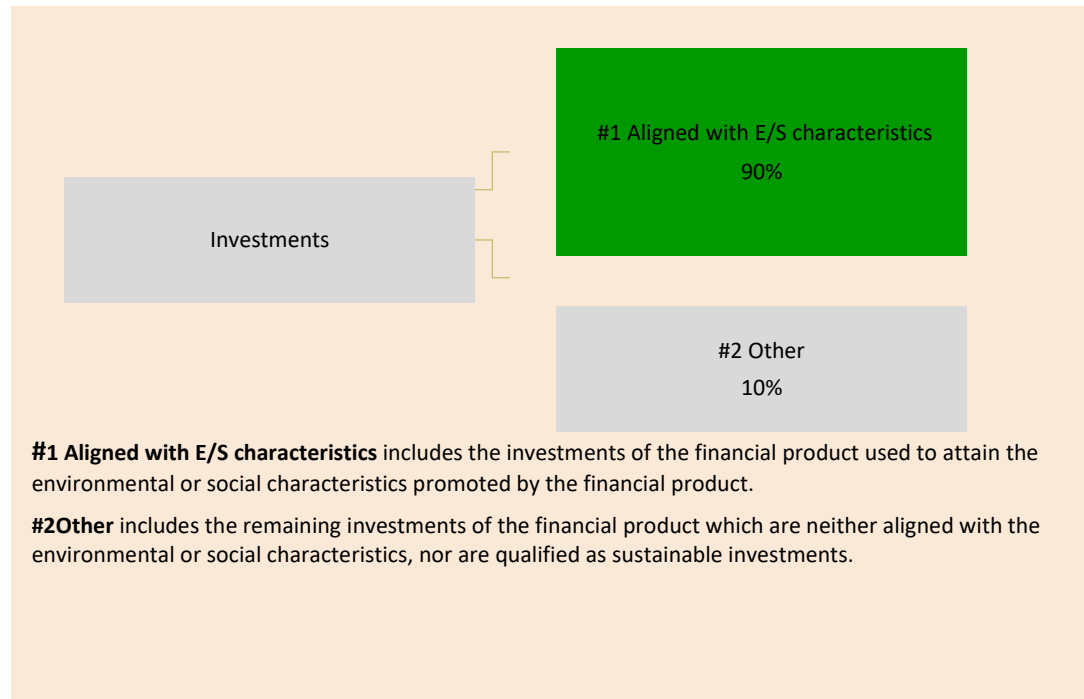 #1 Aligned with E/S characteristics
90%
Investments
#2 Other
10%
#1 Aligned with E/S characteristics includes the investments of the financial product used to attain the
environmental or social characteristics promoted by the financial product.
#2Other includes the remaining investments of the financial product which are neither aligned with the
environmental or social characteristics, nor are qualified as sustainable investments.